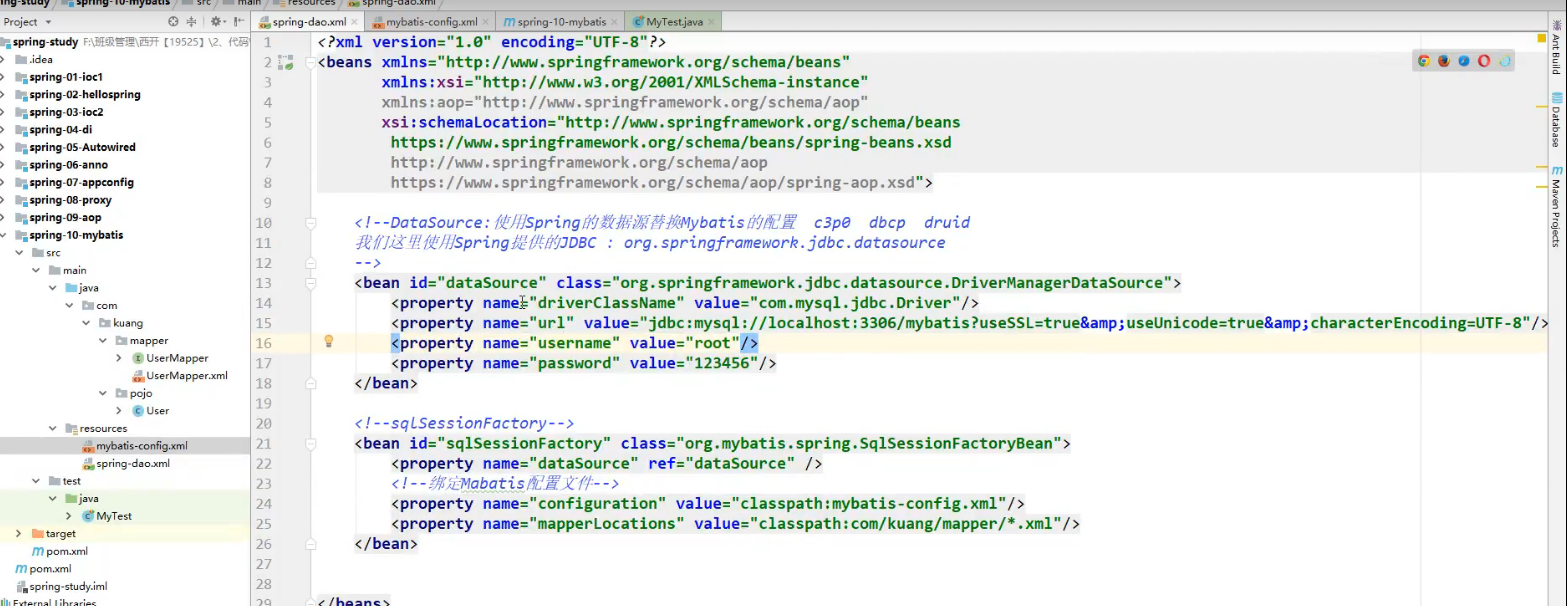 spring-study spring-10-mybatis src main resources spring-dao.xml
Project
spring-dao.xml mybatis-config.xml spring-10-mybatis MyTest.java
spring-study F:\班级管理\西开【19525】\2、代码
.idea
spring-01-ioc1
spring-02-hellospring
spring-03-ioc2
spring-04-di
spring-05-Autowired
spring-06-anno
spring-07-appconfig
spring-08-proxy
spring-09-aop
spring-10-mybatis
src
main
java
com
kuang
mapper
UserMapper
UserMapper.xml
pojo
User
resources
mybatis-config.xml
spring-dao.xml
test
java
MyTest
target
pom.xml
pom.xml
spring-study.iml
External Libraries
1 <?xml version="1.0" encoding="UTF-8"?>
2 <beans xmlns="http://www.springframework.org/schema/beans"
3 xmlns:xsi="http://www.w3.org/2001/XMLSchema-instance"
4 xmlns:aop="http://www.springframework.org/schema/aop"
5 xsi:schemaLocation="http://www.springframework.org/schema/beans
6 https://www.springframework.org/schema/beans/spring-beans.xsd
7 http://www.springframework.org/schema/aop
8 https://www.springframework.org/schema/aop/spring-aop.xsd">
9
10 <!--DataSource:使用Spring的数据源替换Mybatis的配置 c3p0 dbcp druid
11 我们这里使用Spring提供的JDBC : org.springframework.jdbc.datasource
12 -->
13 <bean id="dataSource" class="org.springframework.jdbc.datasource.DriverManagerDataSource">
14 <property name="driverClassName" value="com.mysql.jdbc.Driver"/>
15 <property name="url" value="jdbc:mysql://localhost:3306/mybatis?useSSL=true&amp;useUnicode=true&amp;characterEncoding=UTF-8"/>
16 <property name="username" value="root"/>
17 <property name="password" value="123456"/>
18 </bean>
19
20 <!--sqlSessionFactory-->
21 <bean id="sqlSessionFactory" class="org.mybatis.spring.SqlSessionFactoryBean">
22 <property name="dataSource" ref="dataSource" />
23 <!--绑定Mabatis配置文件-->
24 <property name="configuration" value="classpath:mybatis-config.xml"/>
25 <property name="mapperLocations" value="classpath:com/kuang/mapper/*.xml"/>
26 </bean>
27
28
29 </beans>
Ant Build
Database
Maven Projects